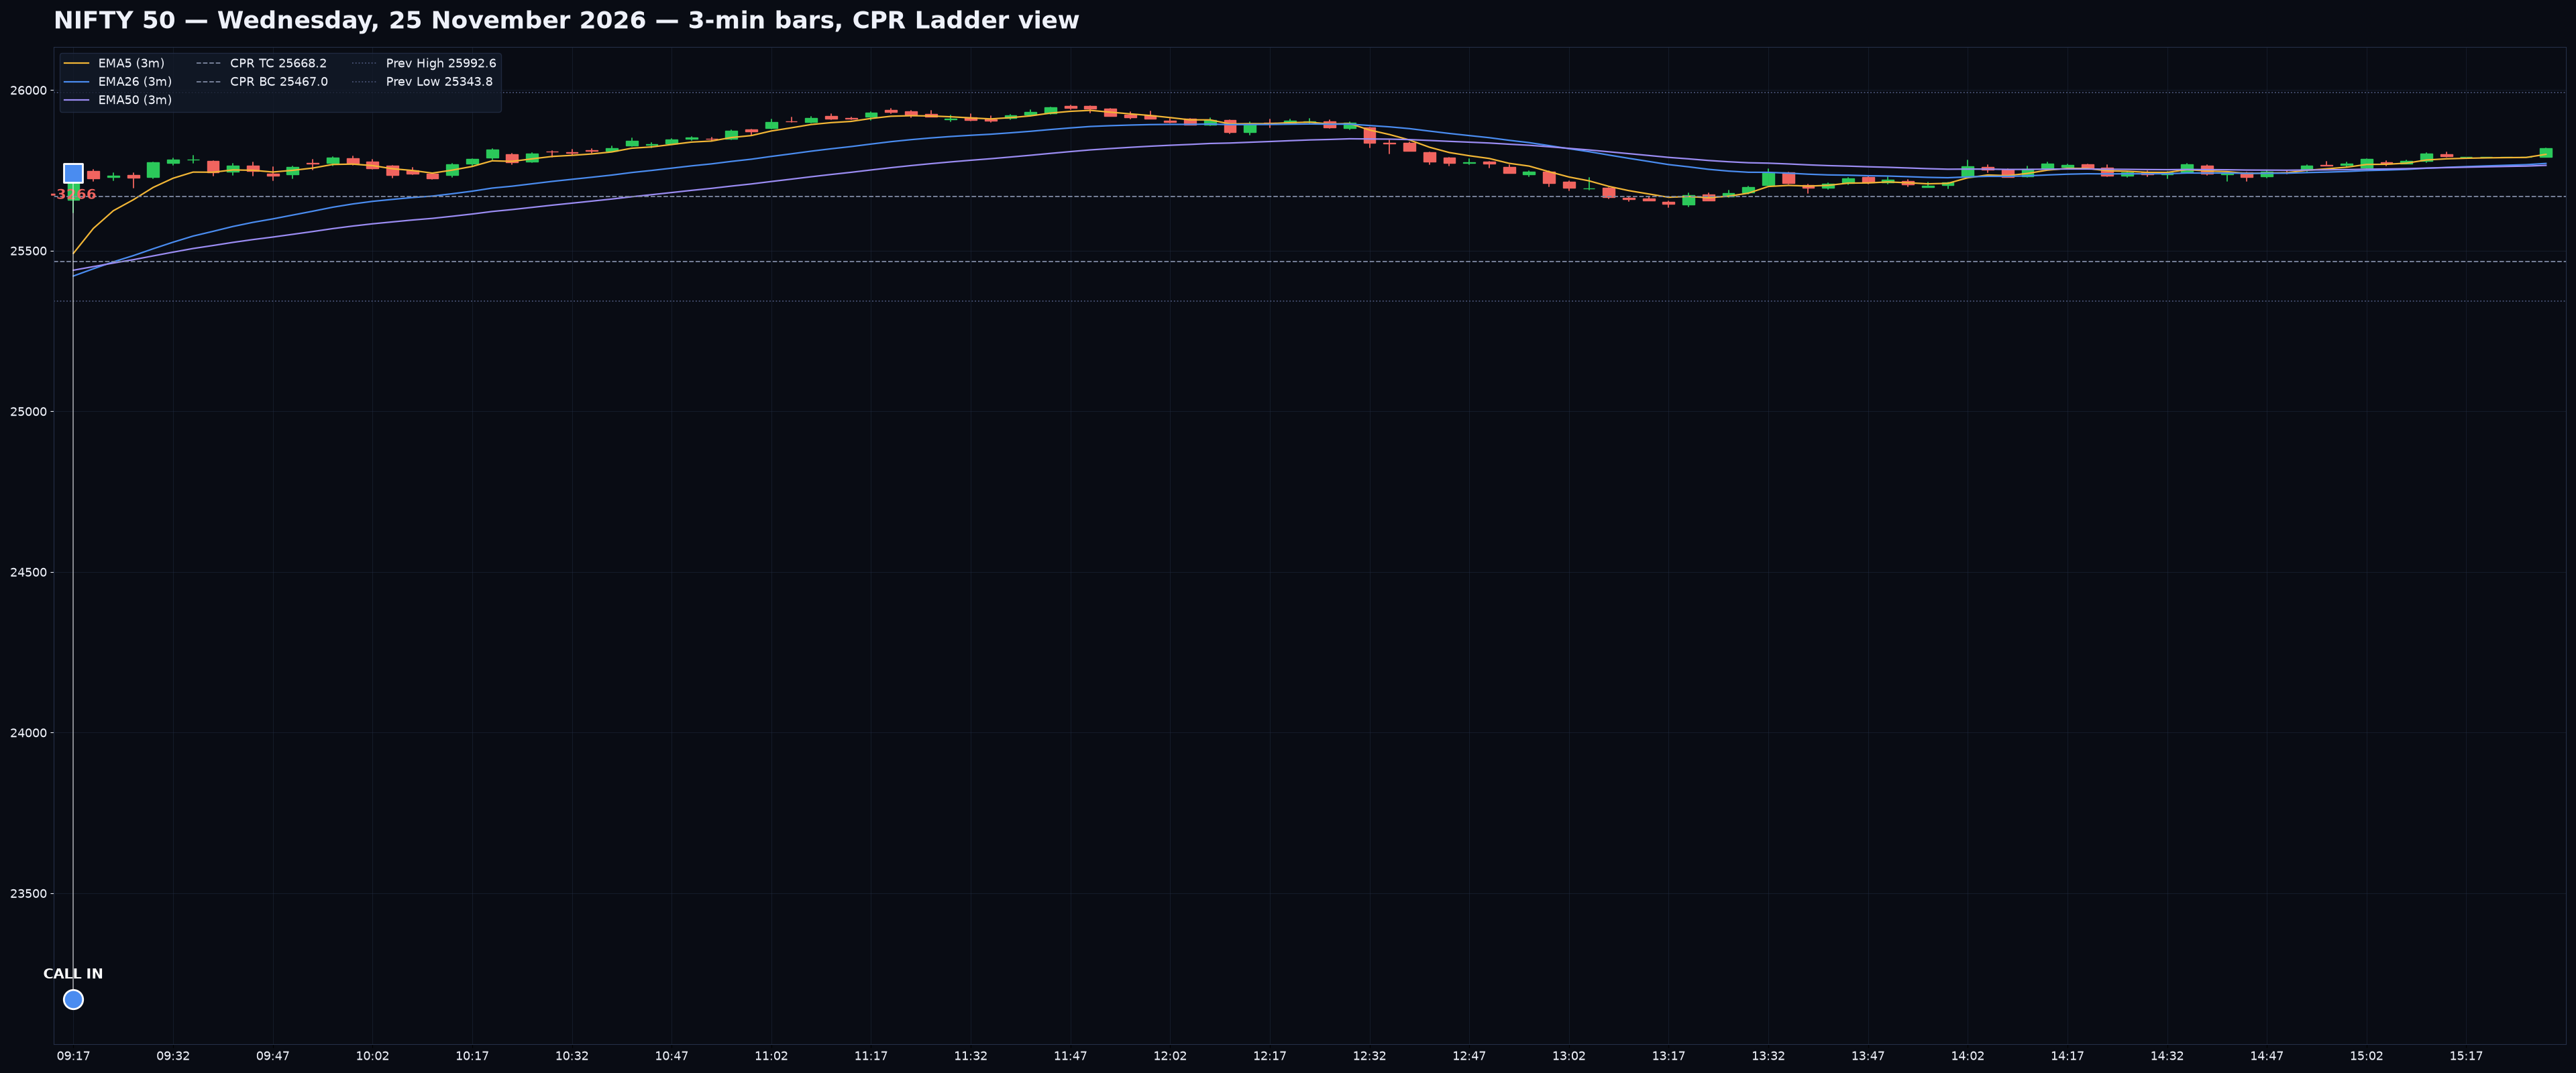 NIFTY 50 — Wednesday, 25 November 2026 — 3-min bars, CPR Ladder view
EMA5 (3m)
EMA26 (3m)
EMA50 (3m)
CPR TC 25668.2
CPR BC 25467.0
Prev High 25992.6
Prev Low 25343.8
26000
25500
25000
24500
24000
23500
CALL IN
09:17 09:32 09:47 10:02 10:17 10:32 10:47 11:02 11:17 11:32 11:47 12:02 12:17 12:32 12:47 13:02 13:17 13:32 13:47 14:02 14:17 14:32 14:47 15:02 15:17